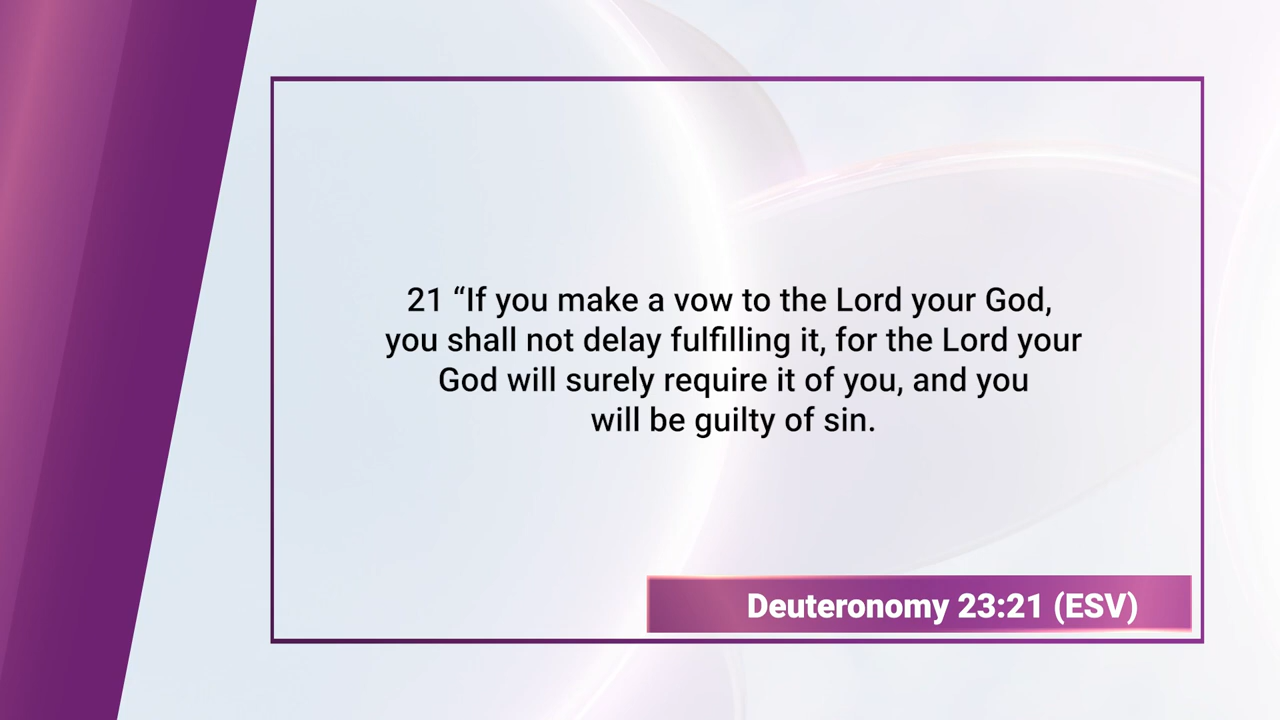 21 “If you make a vow to the Lord your God,
you shall not delay fulfilling it, for the Lord your
God will surely require it of you, and you
will be guilty of sin.
Deuteronomy 23:21 (ESV)